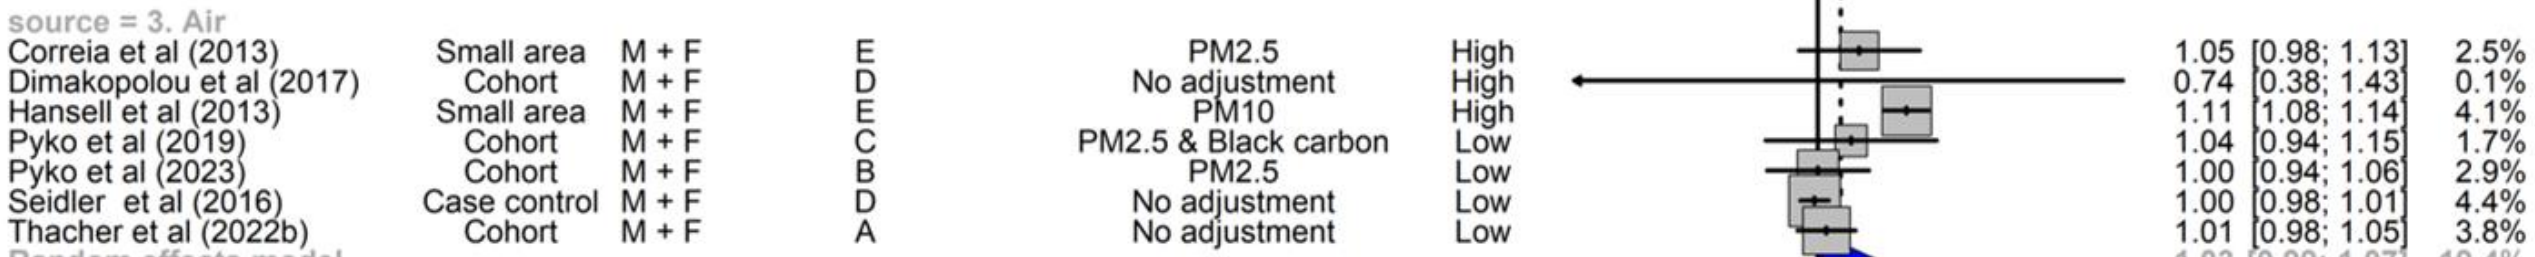 source = 3. Air
Correia et al (2013) Small area M + F E PM2.5 High 1.05 [0.98; 1.13] 2.5%
Dimakopolou et al (2017) Cohort M + F D No adjustment High 0.74 [0.38; 1.43] 0.1%
Hansell et al (2013) Small area M + F E PM10 High 1.11 [1.08; 1.14] 4.1%
Pyko et al (2019) Cohort M + F C PM2.5 & Black carbon Low 1.04 [0.94; 1.15] 1.7%
Pyko et al (2023) Cohort M + F B PM2.5 Low 1.00 [0.94; 1.06] 2.9%
Seidler et al (2016) Case control M + F D No adjustment Low 1.00 [0.98; 1.01] 4.4%
Thacher et al (2022b) Cohort M + F A No adjustment Low 1.01 [0.98; 1.05] 3.8%